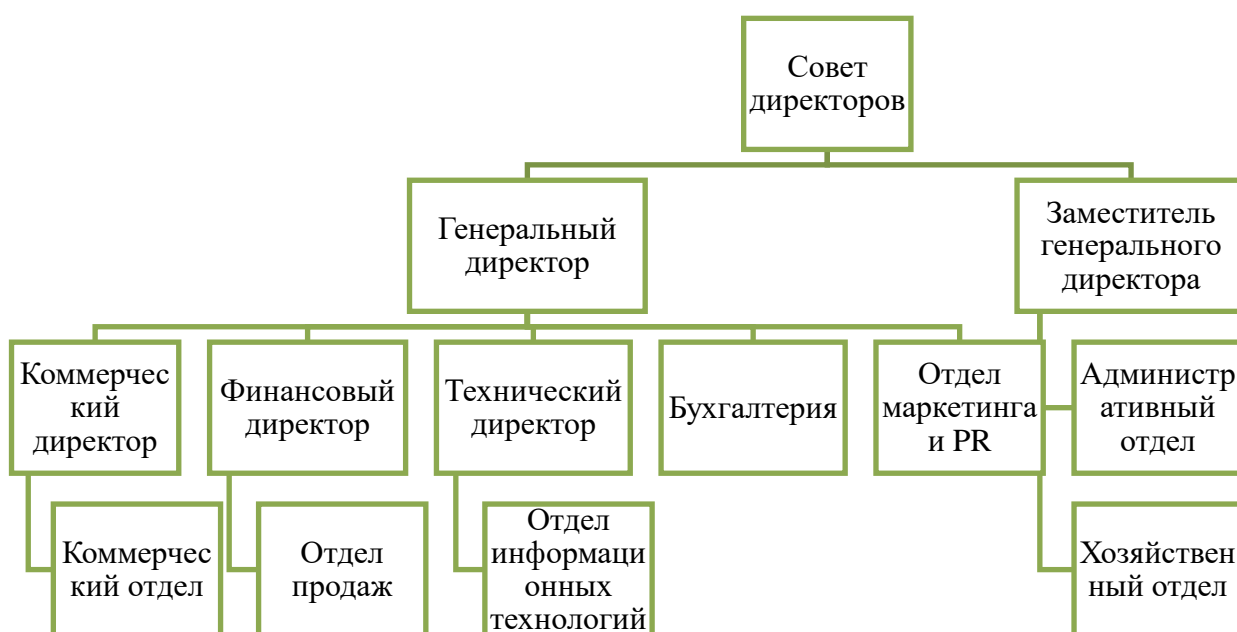 Совет
директоров
Генеральный
директор
Заместитель
генерального
директора
Коммерчес
кий
директор
Финансовый
директор
Технический
директор
Бухгалтерия
Отдел
маркетинга
и PR
Администр
ативный
отдел
Коммерчес
кий отдел
Отдел
продаж
Отдел
информаци
онных
технологий
Хозяйствен
ный отдел